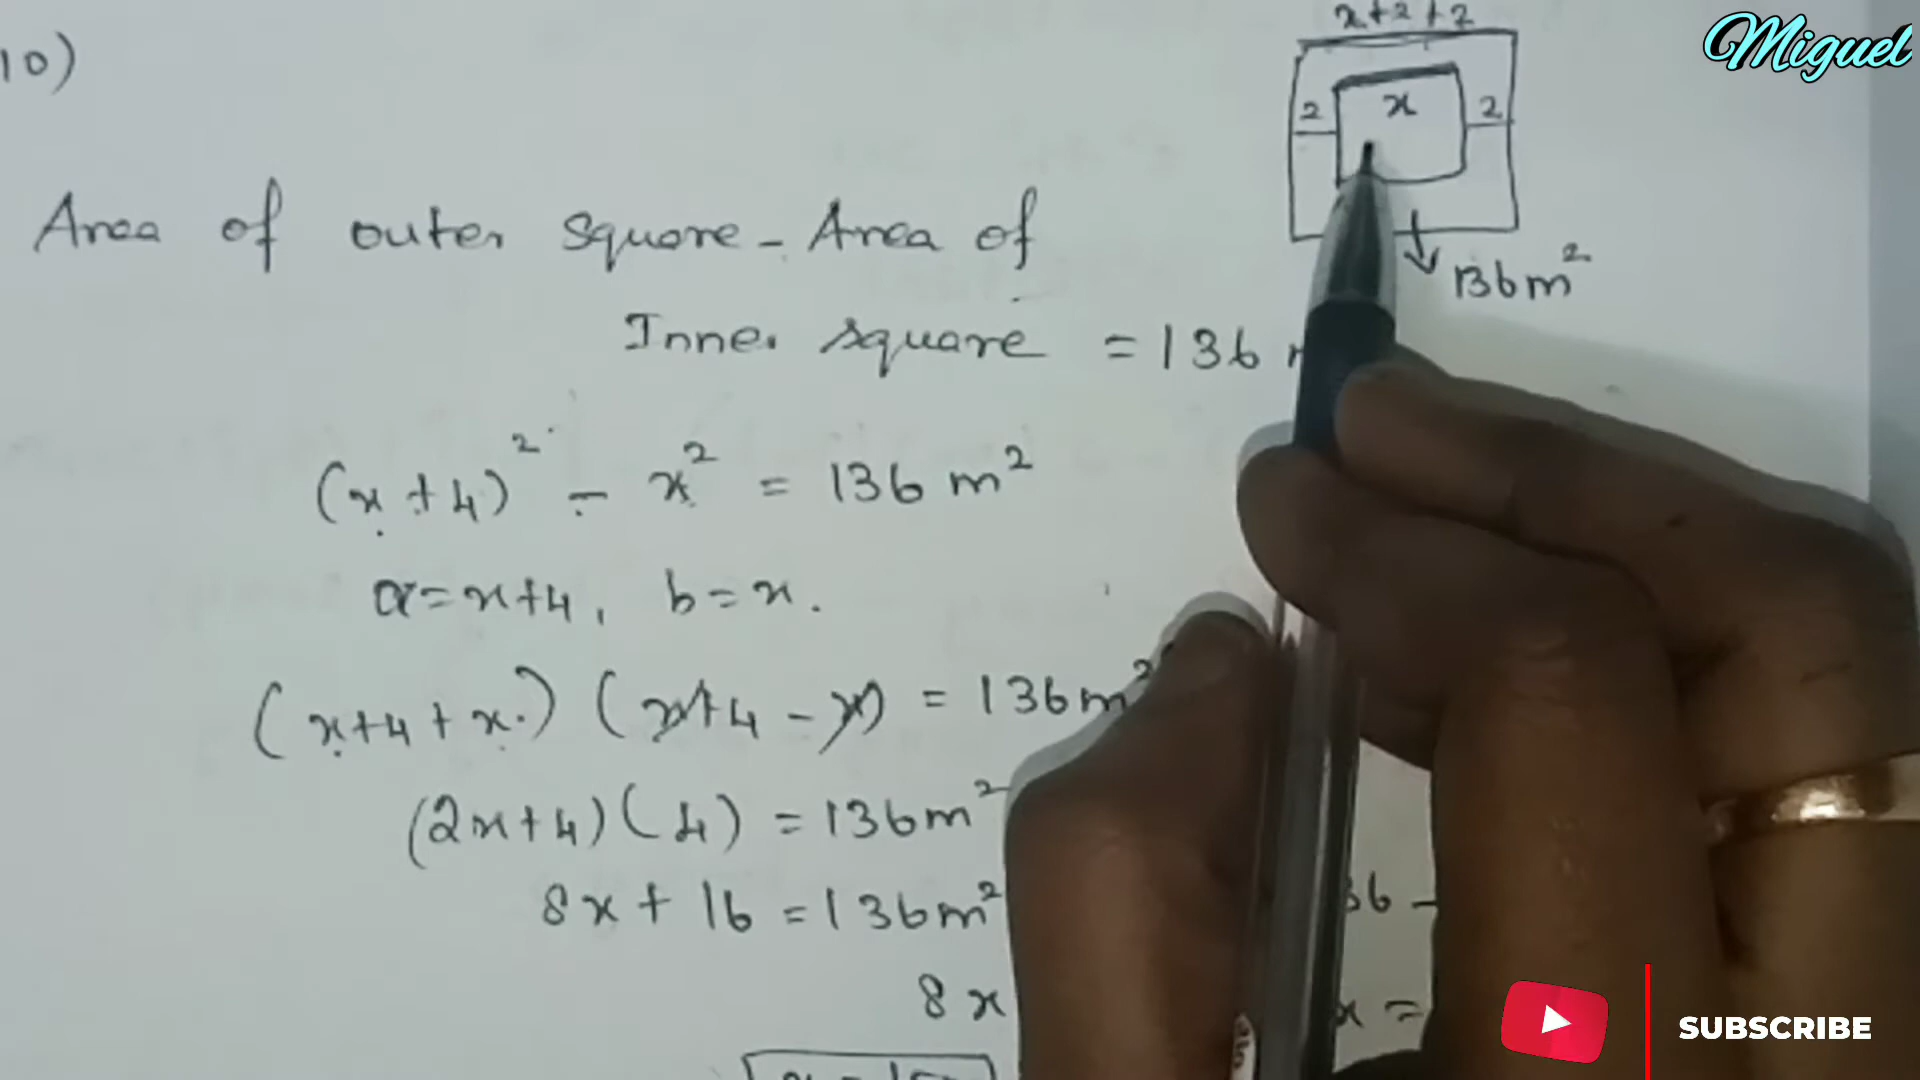 10)
x+2+2
Miguel
2 x 2
136m²
Area of outer square - Area of
Inner square = 136
(x+4)² - x² = 136 m²
a = x+4, b = x.
(x+4+x) (x+4-x) = 136m²
(2x+4)(4) = 136m²
8x + 16 = 136m²
8x
x =
SUBSCRIBE